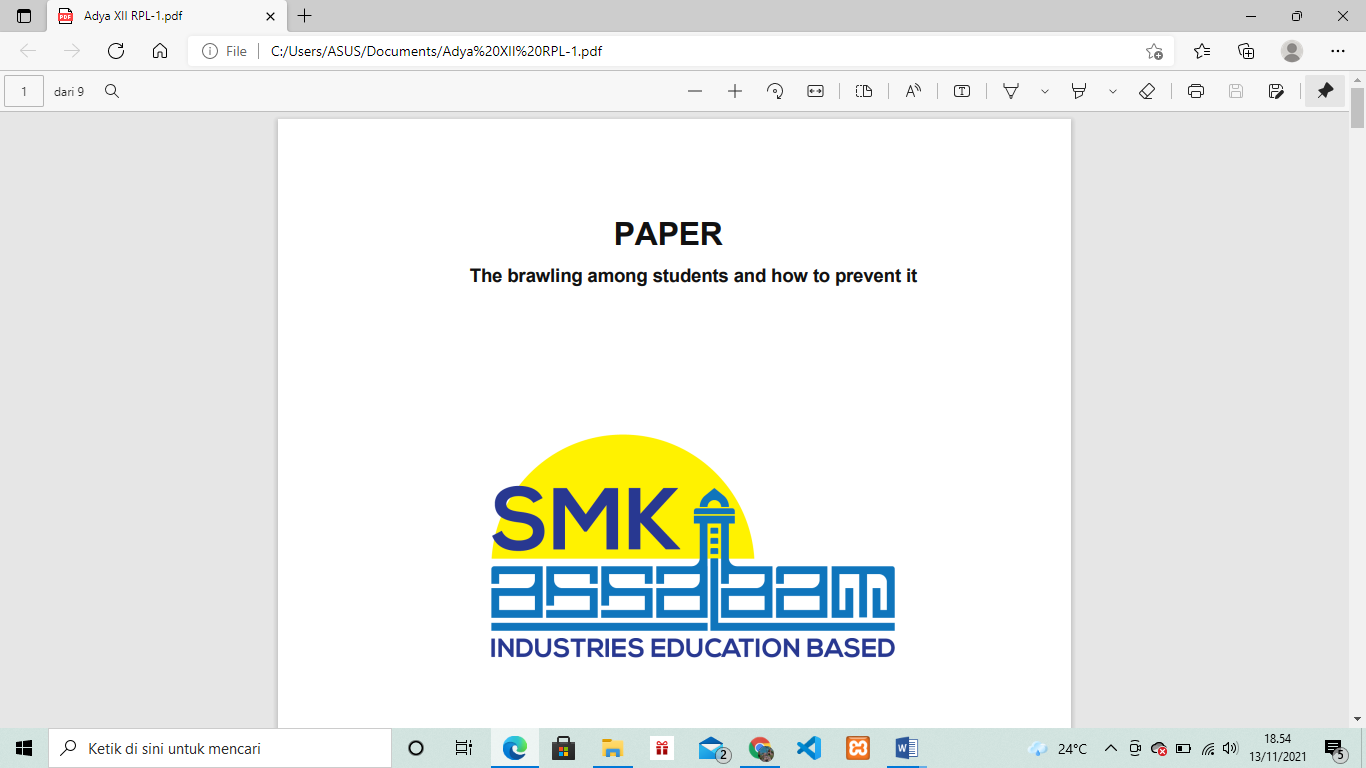 Adya XII RPL-1.pdf
File
C:/Users/ASUS/Documents/Adya%20XII%20RPL-1.pdf
1
dari 9
PAPER
The brawling among students and how to prevent it
SMK
assalaam
INDUSTRIES EDUCATION BASED
Ketik di sini untuk mencari
2
24°C
18.54
13/11/2021
5